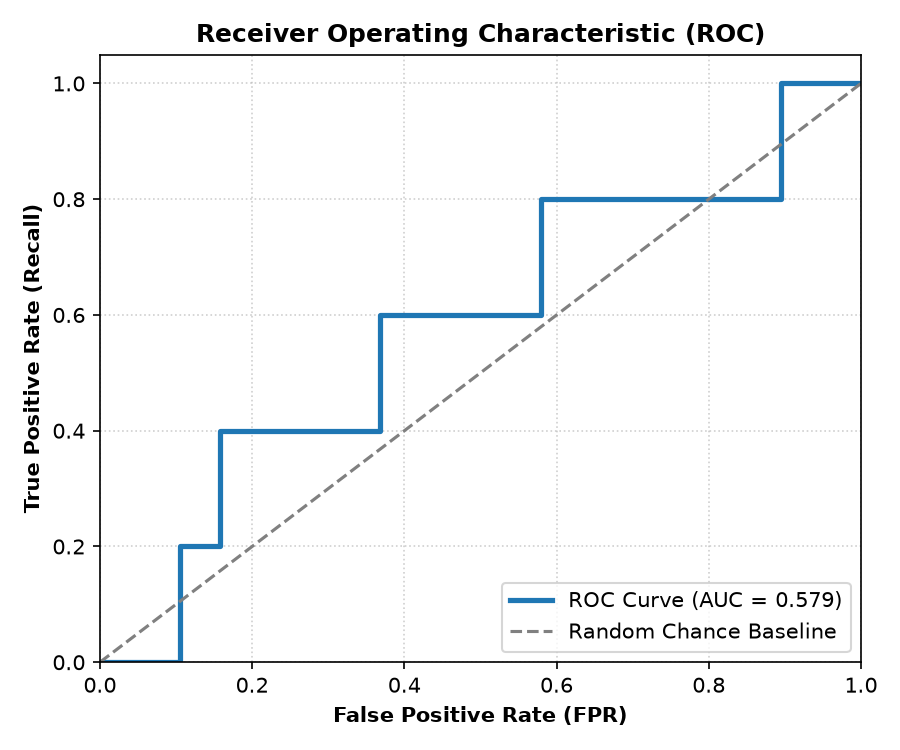 Receiver Operating Characteristic (ROC)
True Positive Rate (Recall)
1.0
0.8
0.6
0.4
0.2
0.0
0.0 0.2 0.4 0.6 0.8 1.0
False Positive Rate (FPR)
ROC Curve (AUC = 0.579)
Random Chance Baseline